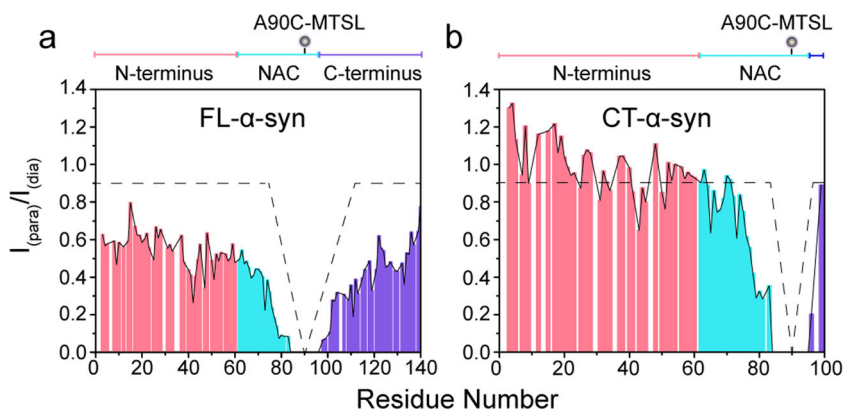 a
A90C-MTSL
N-terminus NAC C-terminus
FL-α-syn
1.4
1.2
1.0
0.8
0.6
0.4
0.2
0.0
0 20 40 60 80 100 120 140
I(para)/I(dia)
b
A90C-MTSL
N-terminus NAC
CT-α-syn
1.4
1.2
1.0
0.8
0.6
0.4
0.2
0.0
0 20 40 60 80 100
Residue Number